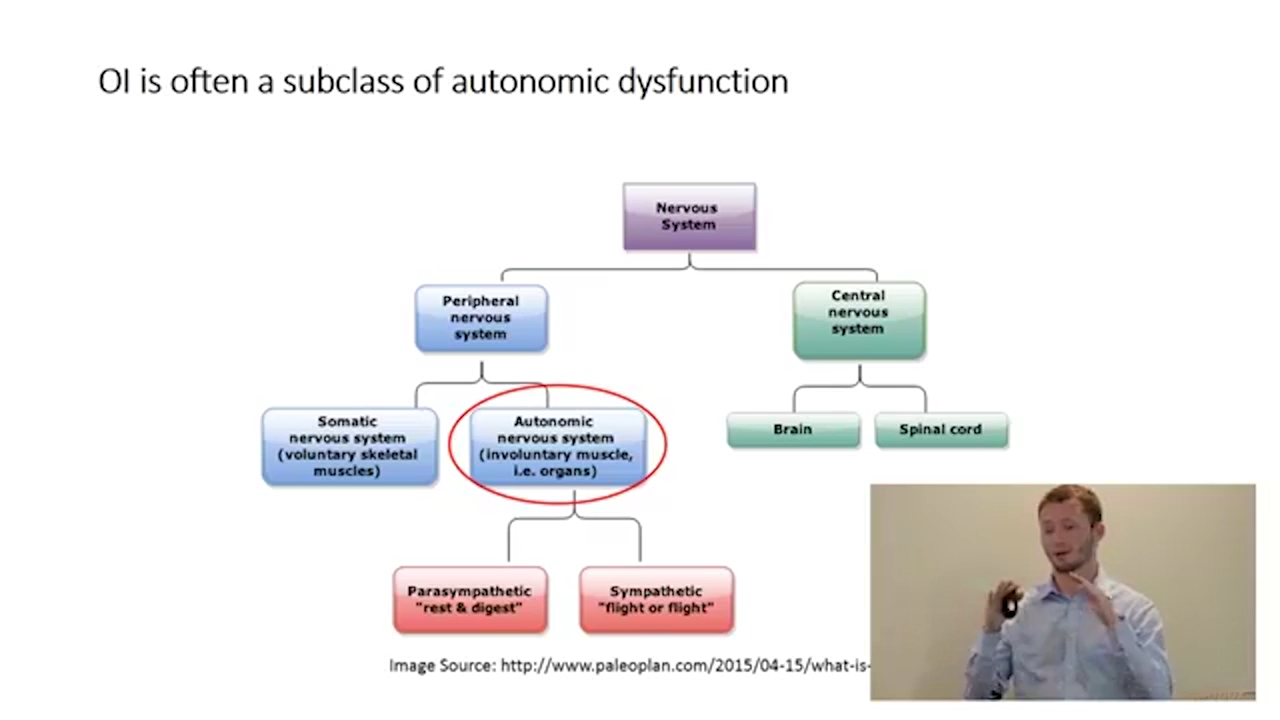 OI is often a subclass of autonomic dysfunction
Nervous
System
Peripheral
nervous
system
Central
nervous
system
Somatic
nervous system
(voluntary skeletal
muscles)
Autonomic
nervous system
(involuntary muscle,
i.e. organs)
Brain
Spinal cord
Parasympathetic
"rest & digest"
Sympathetic
"flight or flight"
Image Source: http://www.paleoplan.com/2015/04-15/what-is-